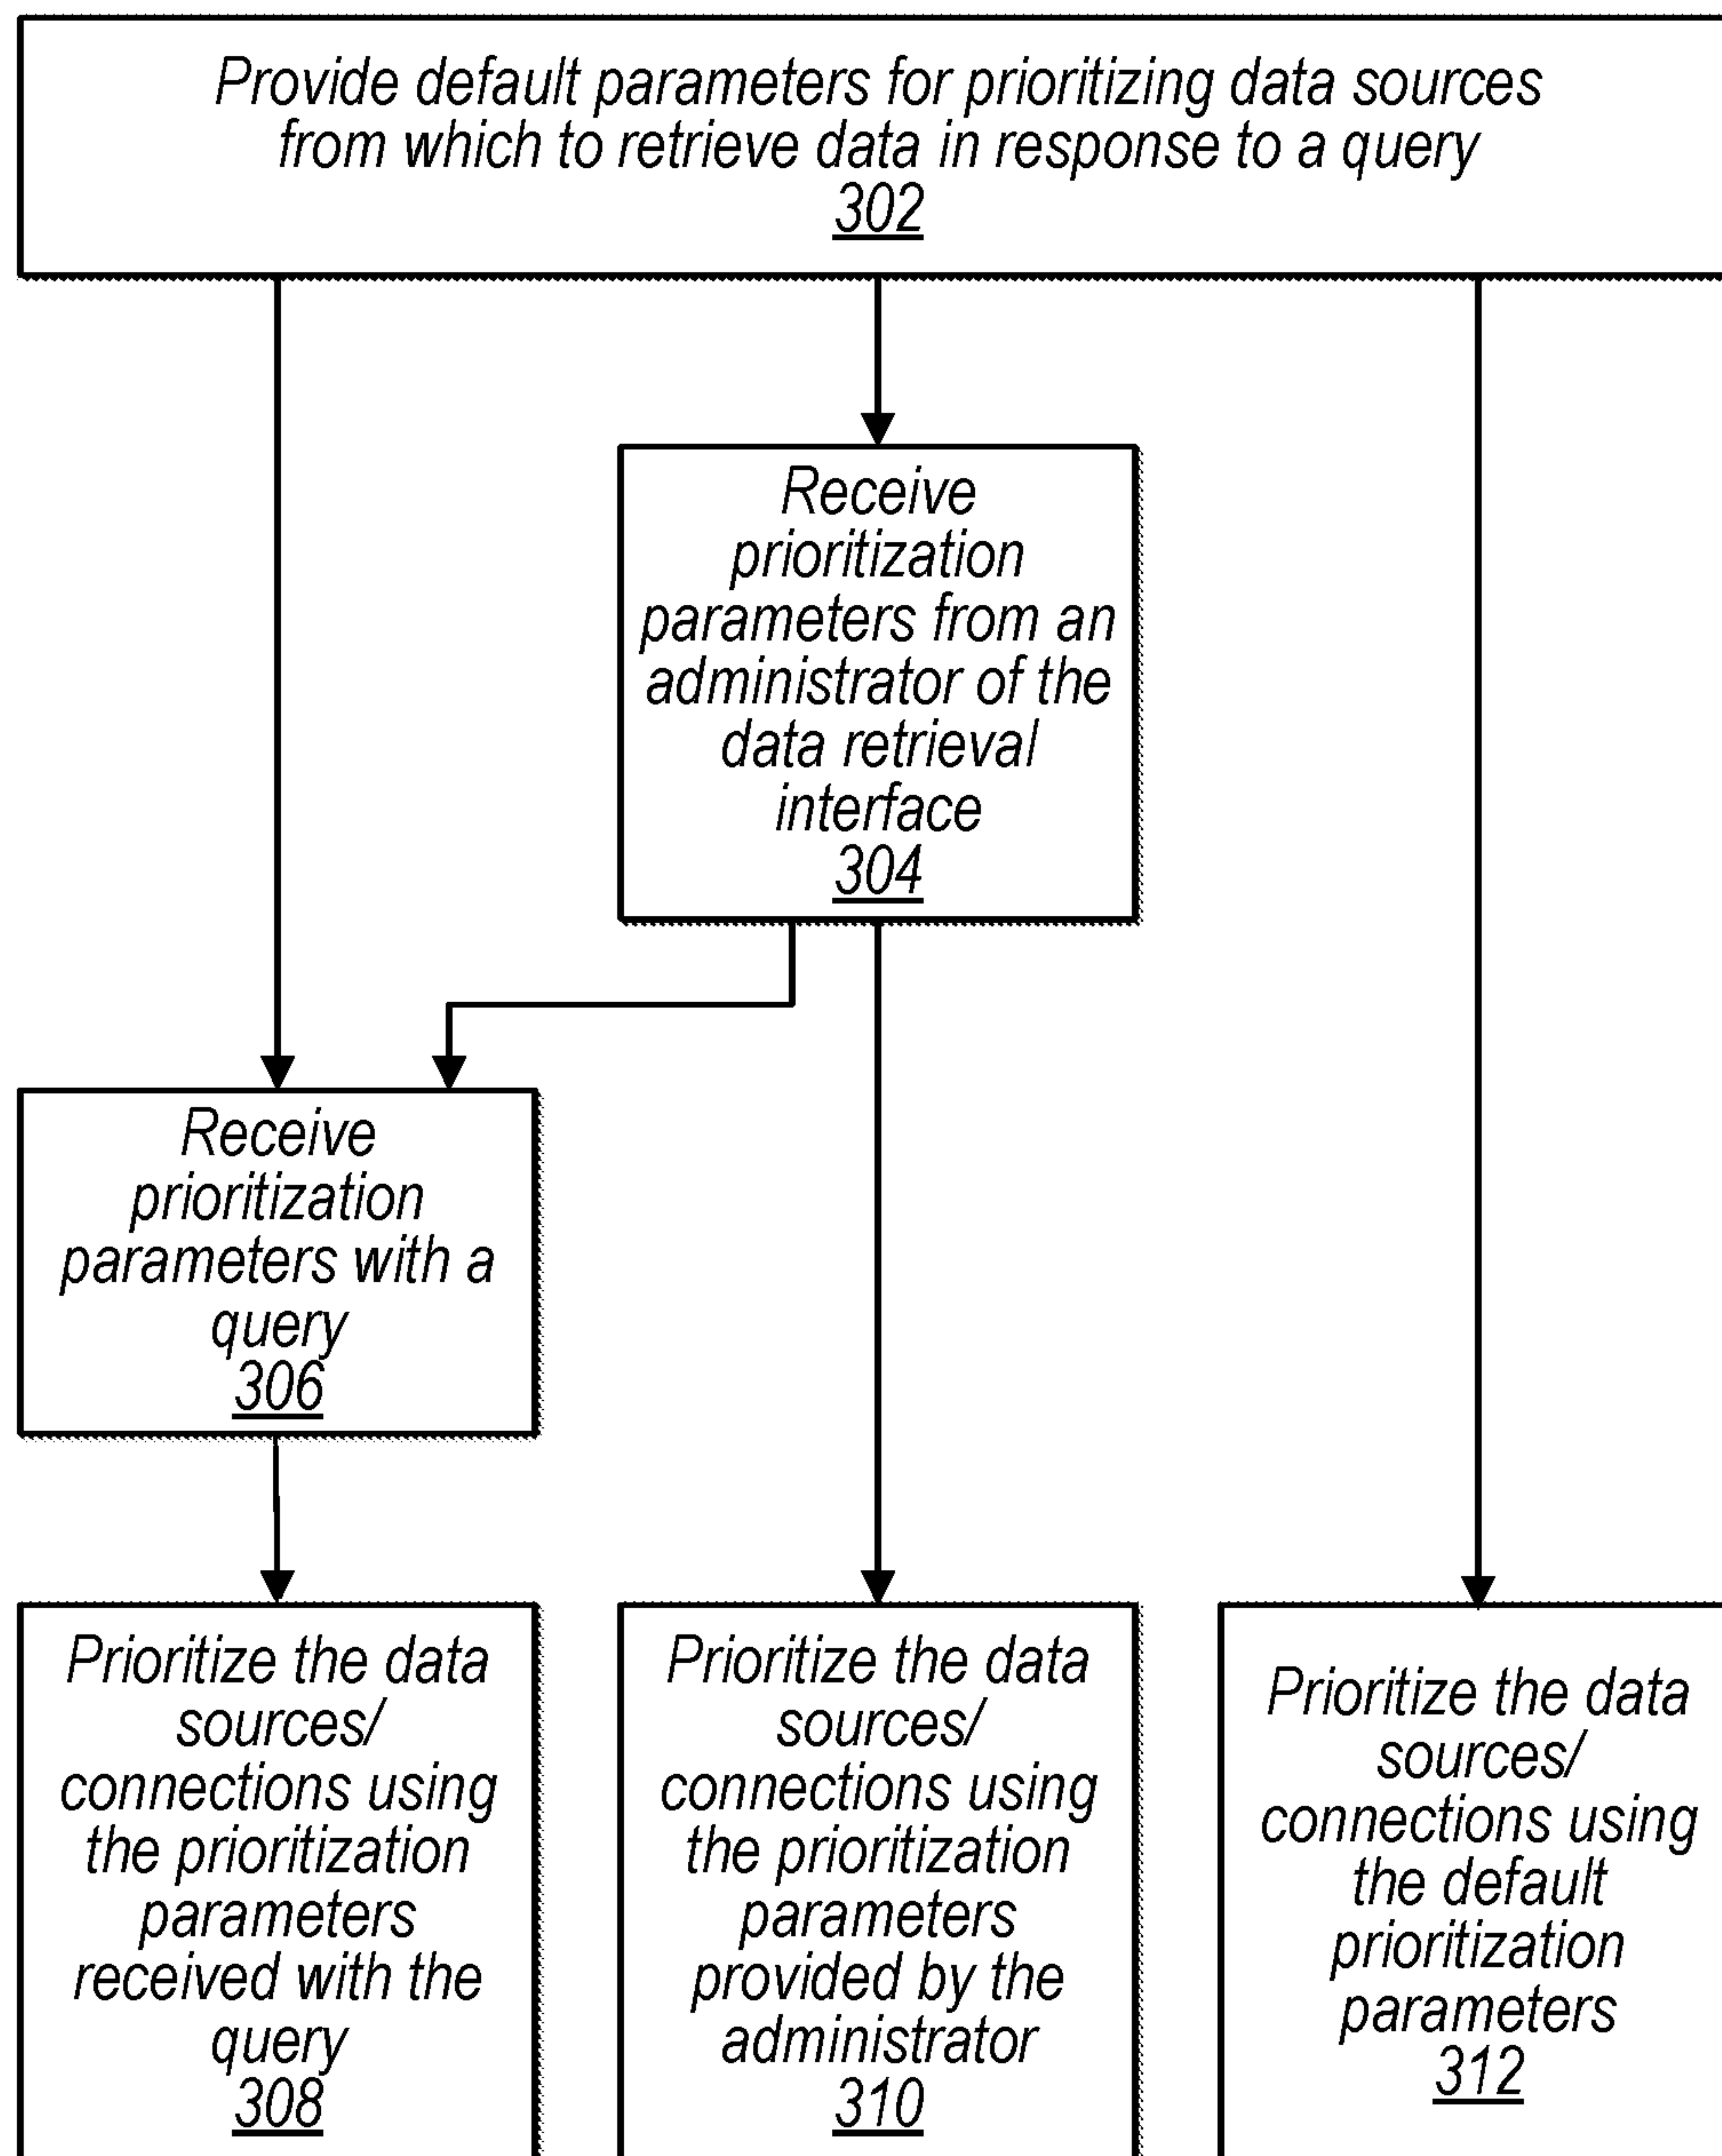 Provide default parameters for prioritizing data sources
from which to retrieve data in response to a query
302
Receive
prioritization
parameters from an
administrator of the
data retrieval
interface
304
Receive
prioritization
parameters with a
query
306
Prioritize the data
sources/
connections using
the prioritization
parameters
received with the
query
308
Prioritize the data
sources/
connections using
the prioritization
parameters
provided by the
administrator
310
Prioritize the data
sources/
connections using
the default
prioritization
parameters
312